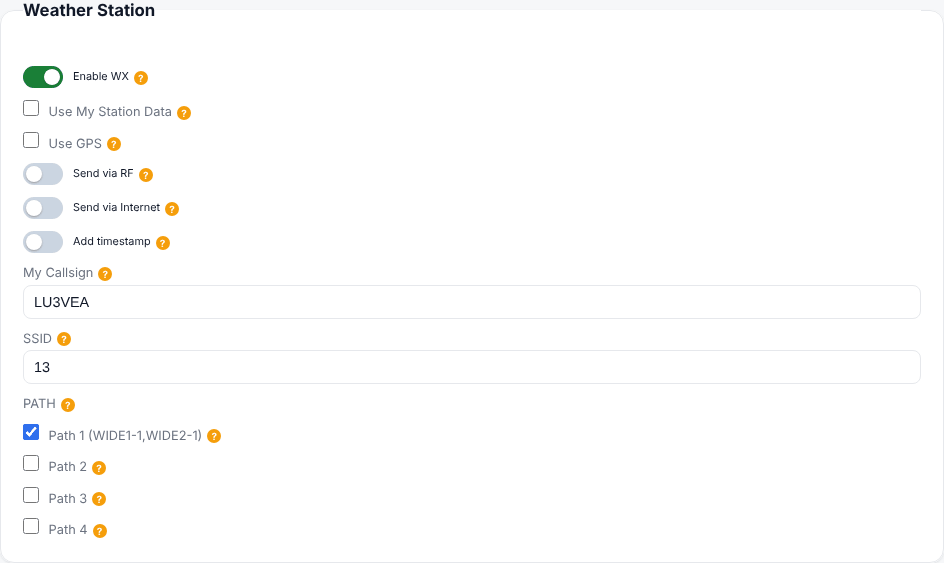 Weather Station
Enable WX ?
Use My Station Data ?
Use GPS ?
Send via RF ?
Send via Internet ?
Add timestamp ?
My Callsign ?
LU3VEA
SSID ?
13
PATH ?
Path 1 (WIDE1-1,WIDE2-1) ?
Path 2 ?
Path 3 ?
Path 4 ?